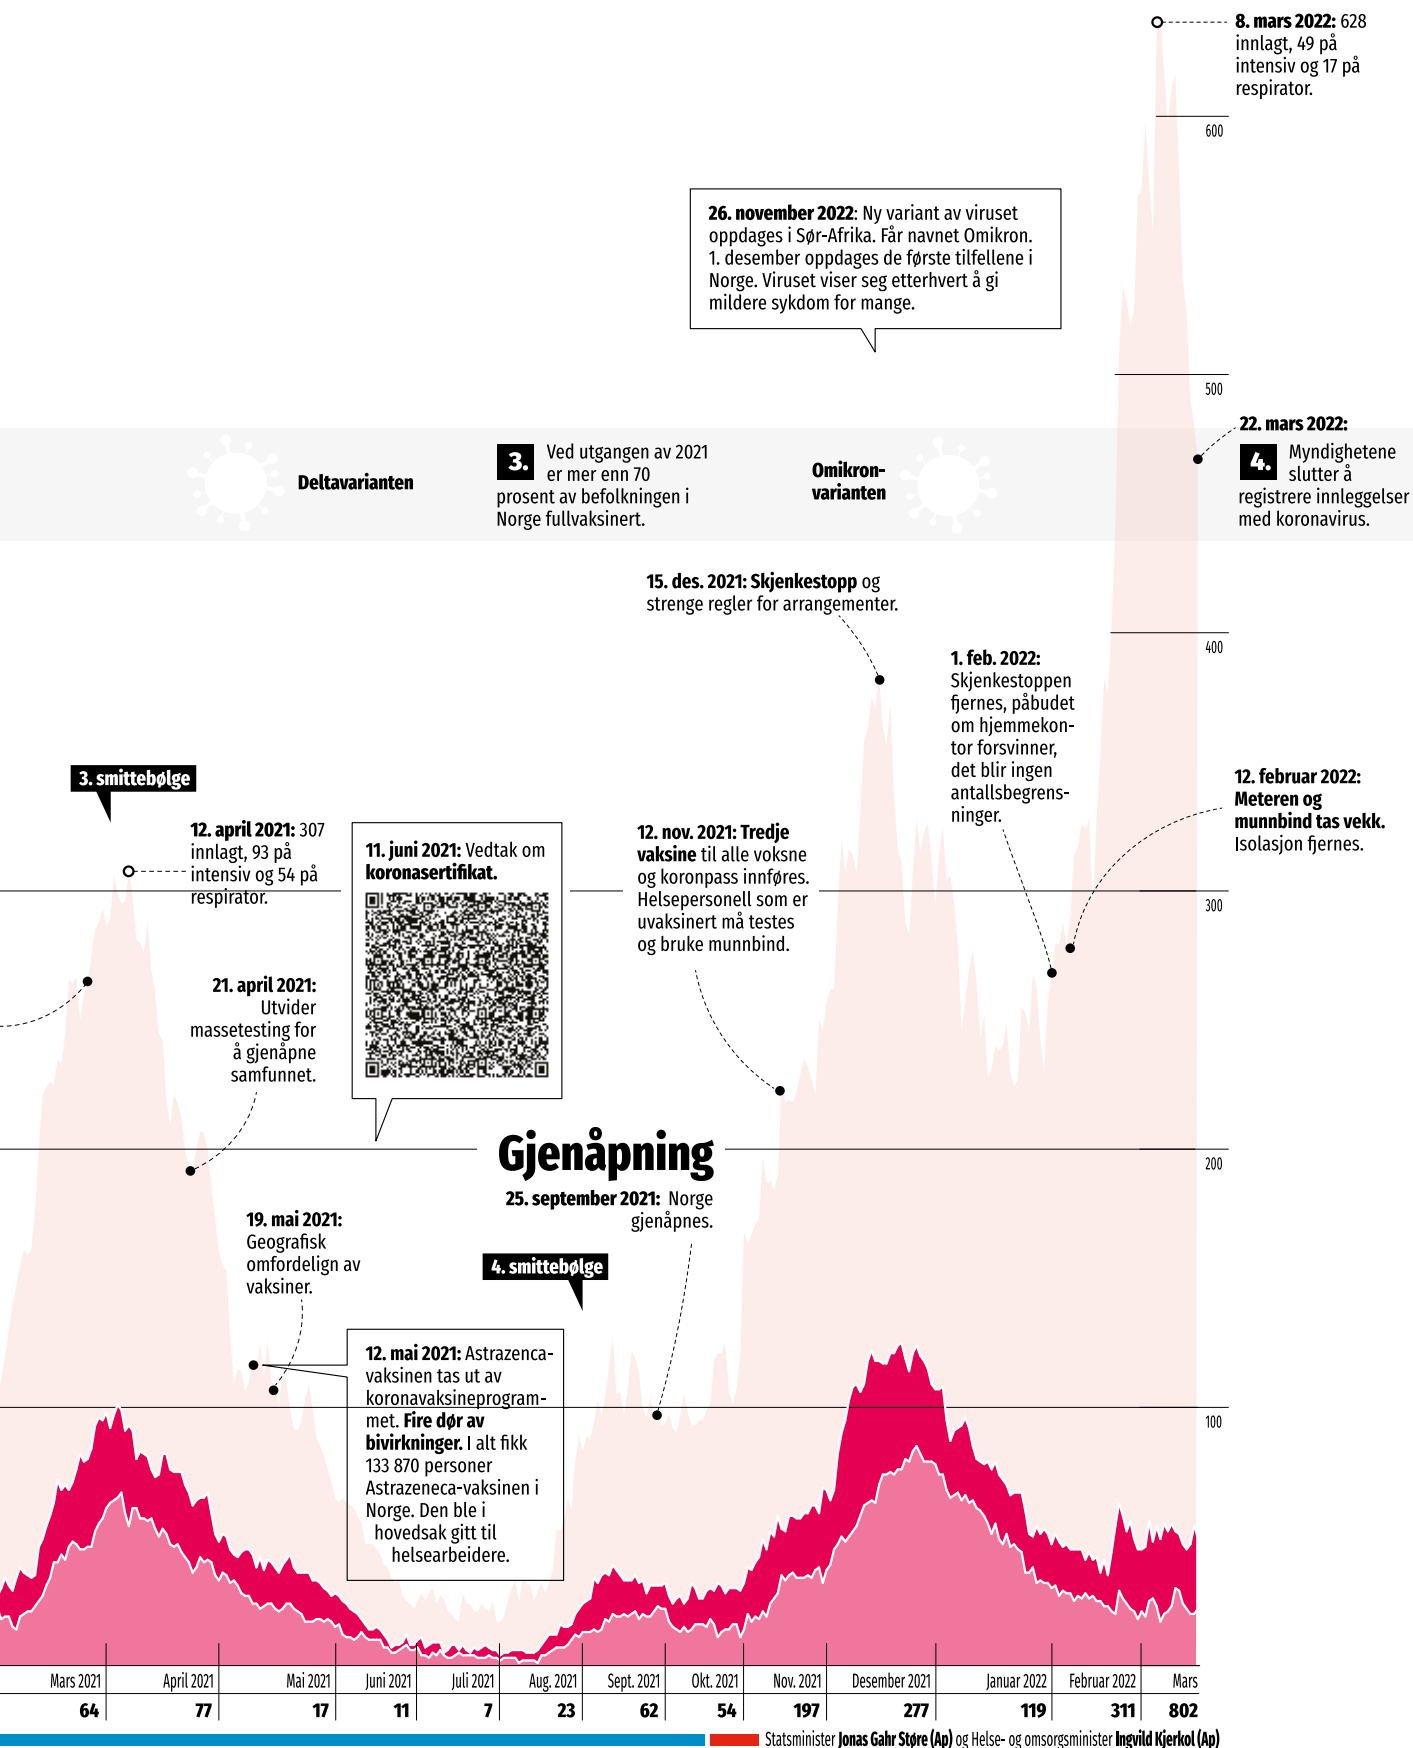 8. mars 2022: 628
innlagt, 49 på
intensiv og 17 på
respirator.
600
26. november 2022: Ny variant av viruset
oppdages i Sør-Afrika. Får navnet Omikron.
1. desember oppdages de første tilfellene i
Norge. Viruset viser seg etterhvert å gi
mildere sykdom for mange.
500
Deltavarianten
3. Ved utgangen av 2021
er mer enn 70
prosent av befolkningen i
Norge fullvaksinert.
Omikron-
varianten
22. mars 2022:
4. Myndighetene
slutter å
registrere innleggelser
med koronavirus.
15. des. 2021: Skjenkestopp og
strenge regler for arrangementer.
400
1. feb. 2022:
Skjenkestoppen
fjernes, påbudet
om hjemmekon-
tor forsvinner,
det blir ingen
antallsbegrens-
ninger.
3. smittebølge
12. april 2021: 307
innlagt, 93 på
intensiv og 54 på
respirator.
11. juni 2021: Vedtak om
koronasertifikat.
12. nov. 2021: Tredje
vaksine til alle voksne
og koronpass innføres.
Helsepersonell som er
uvaksinert må testes
og bruke munnbind.
12. februar 2022:
Meteren og
munnbind tas vekk.
Isolasjon fjernes.
300
21. april 2021:
Utvider
massetesting for
å gjenåpne
samfunnet.
Gjenåpning
25. september 2021: Norge
gjenåpnes.
200
19. mai 2021:
Geografisk
omfordelign av
vaksiner.
4. smittebølge
12. mai 2021: Astrazenca-
vaksinen tas ut av
koronavaksineprogram-
met. Fire dør av
bivirkninger. I alt fikk
133 870 personer
Astrazeneca-vaksinen i
Norge. Den ble i
hovedsak gitt til
helsearbeidere.
100
Mars 2021 April 2021 Mai 2021 Juni 2021 Juli 2021 Aug. 2021 Sept. 2021 Okt. 2021 Nov. 2021 Desember 2021 Januar 2022 Februar 2022 Mars
64 77 17 11 7 23 62 54 197 277 119 311 802
Statsminister Jonas Gahr Støre (Ap) og Helse- og omsorgsminister Ingvild Kjerkol (Ap)